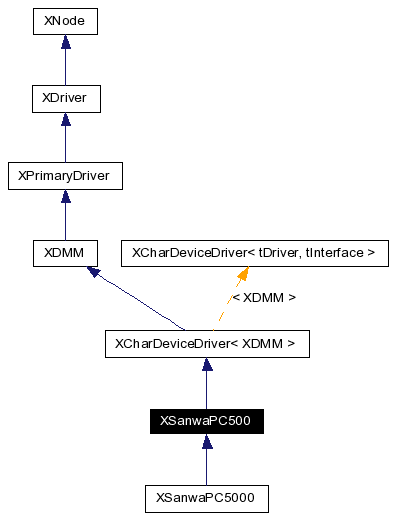 XNode
XDriver
XPrimaryDriver
XDMM
XCharDeviceDriver< tDriver, tInterface >
< XDMM >
XCharDeviceDriver< XDMM >
XSanwaPC500
XSanwaPC5000